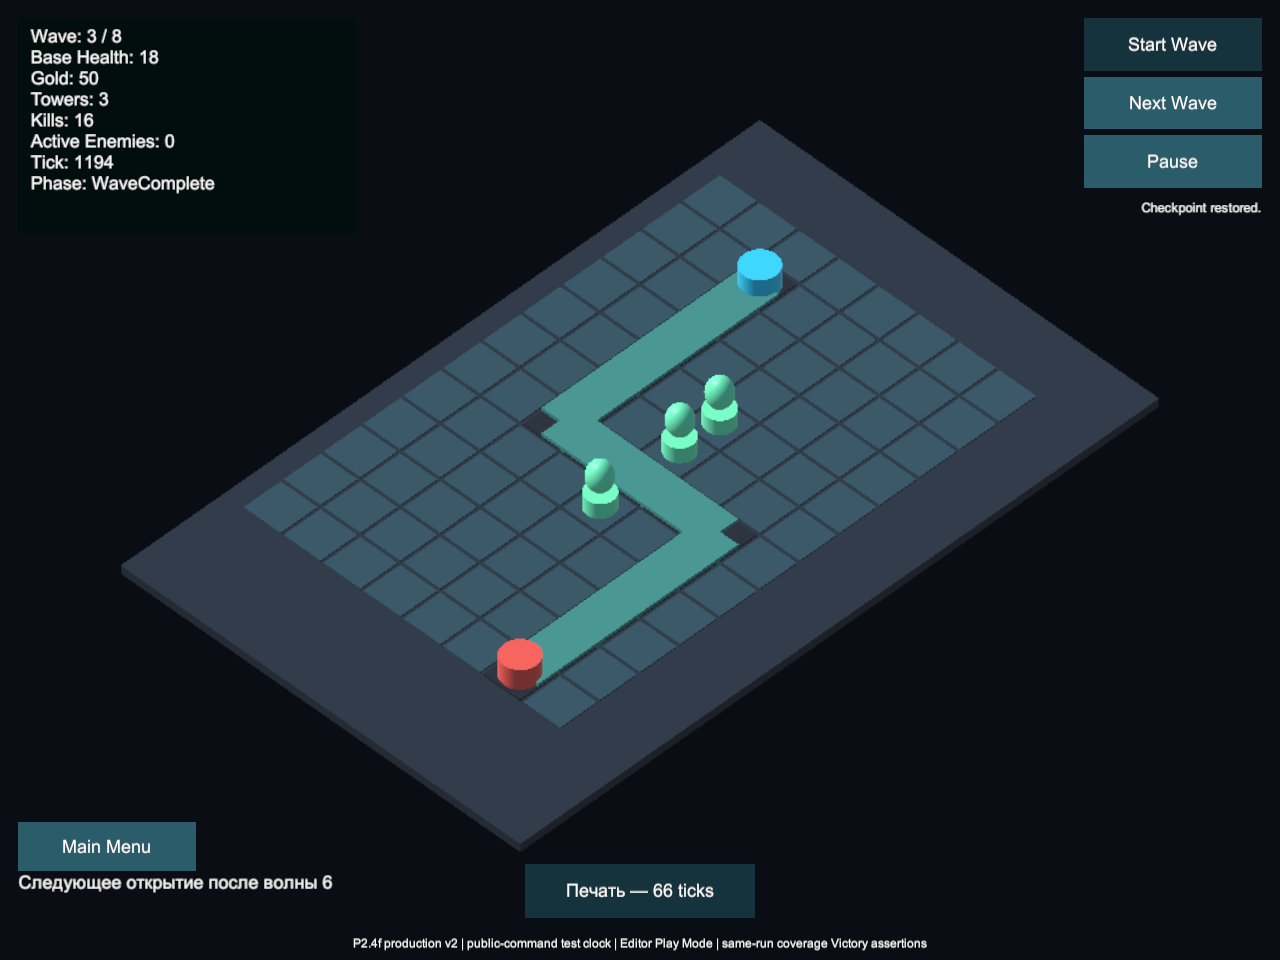 Wave: 3 / 8
Base Health: 18
Gold: 50
Towers: 3
Kills: 16
Active Enemies: 0
Tick: 1194
Phase: WaveComplete
Start Wave
Next Wave
Pause
Checkpoint restored.
Main Menu
Следующее открытие после волны 6
Печать — 66 ticks
P2.4f production v2 | public-command test clock | Editor Play Mode | same-run coverage Victory assertions